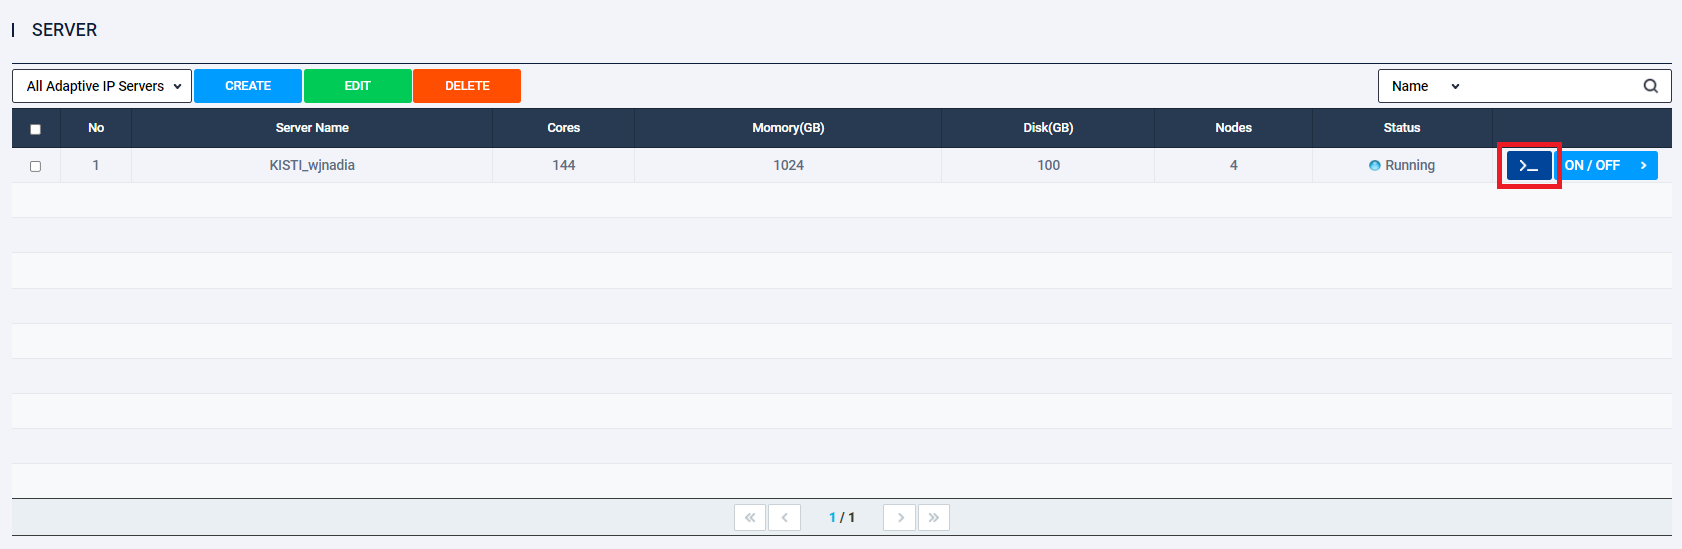 SERVER
All Adaptive IP Servers CREATE EDIT DELETE Name
No Server Name Cores Momory(GB) Disk(GB) Nodes Status
1 KISTI_wjnadia 144 1024 100 4 Running >_ ON / OFF >
« < 1 / 1 > »